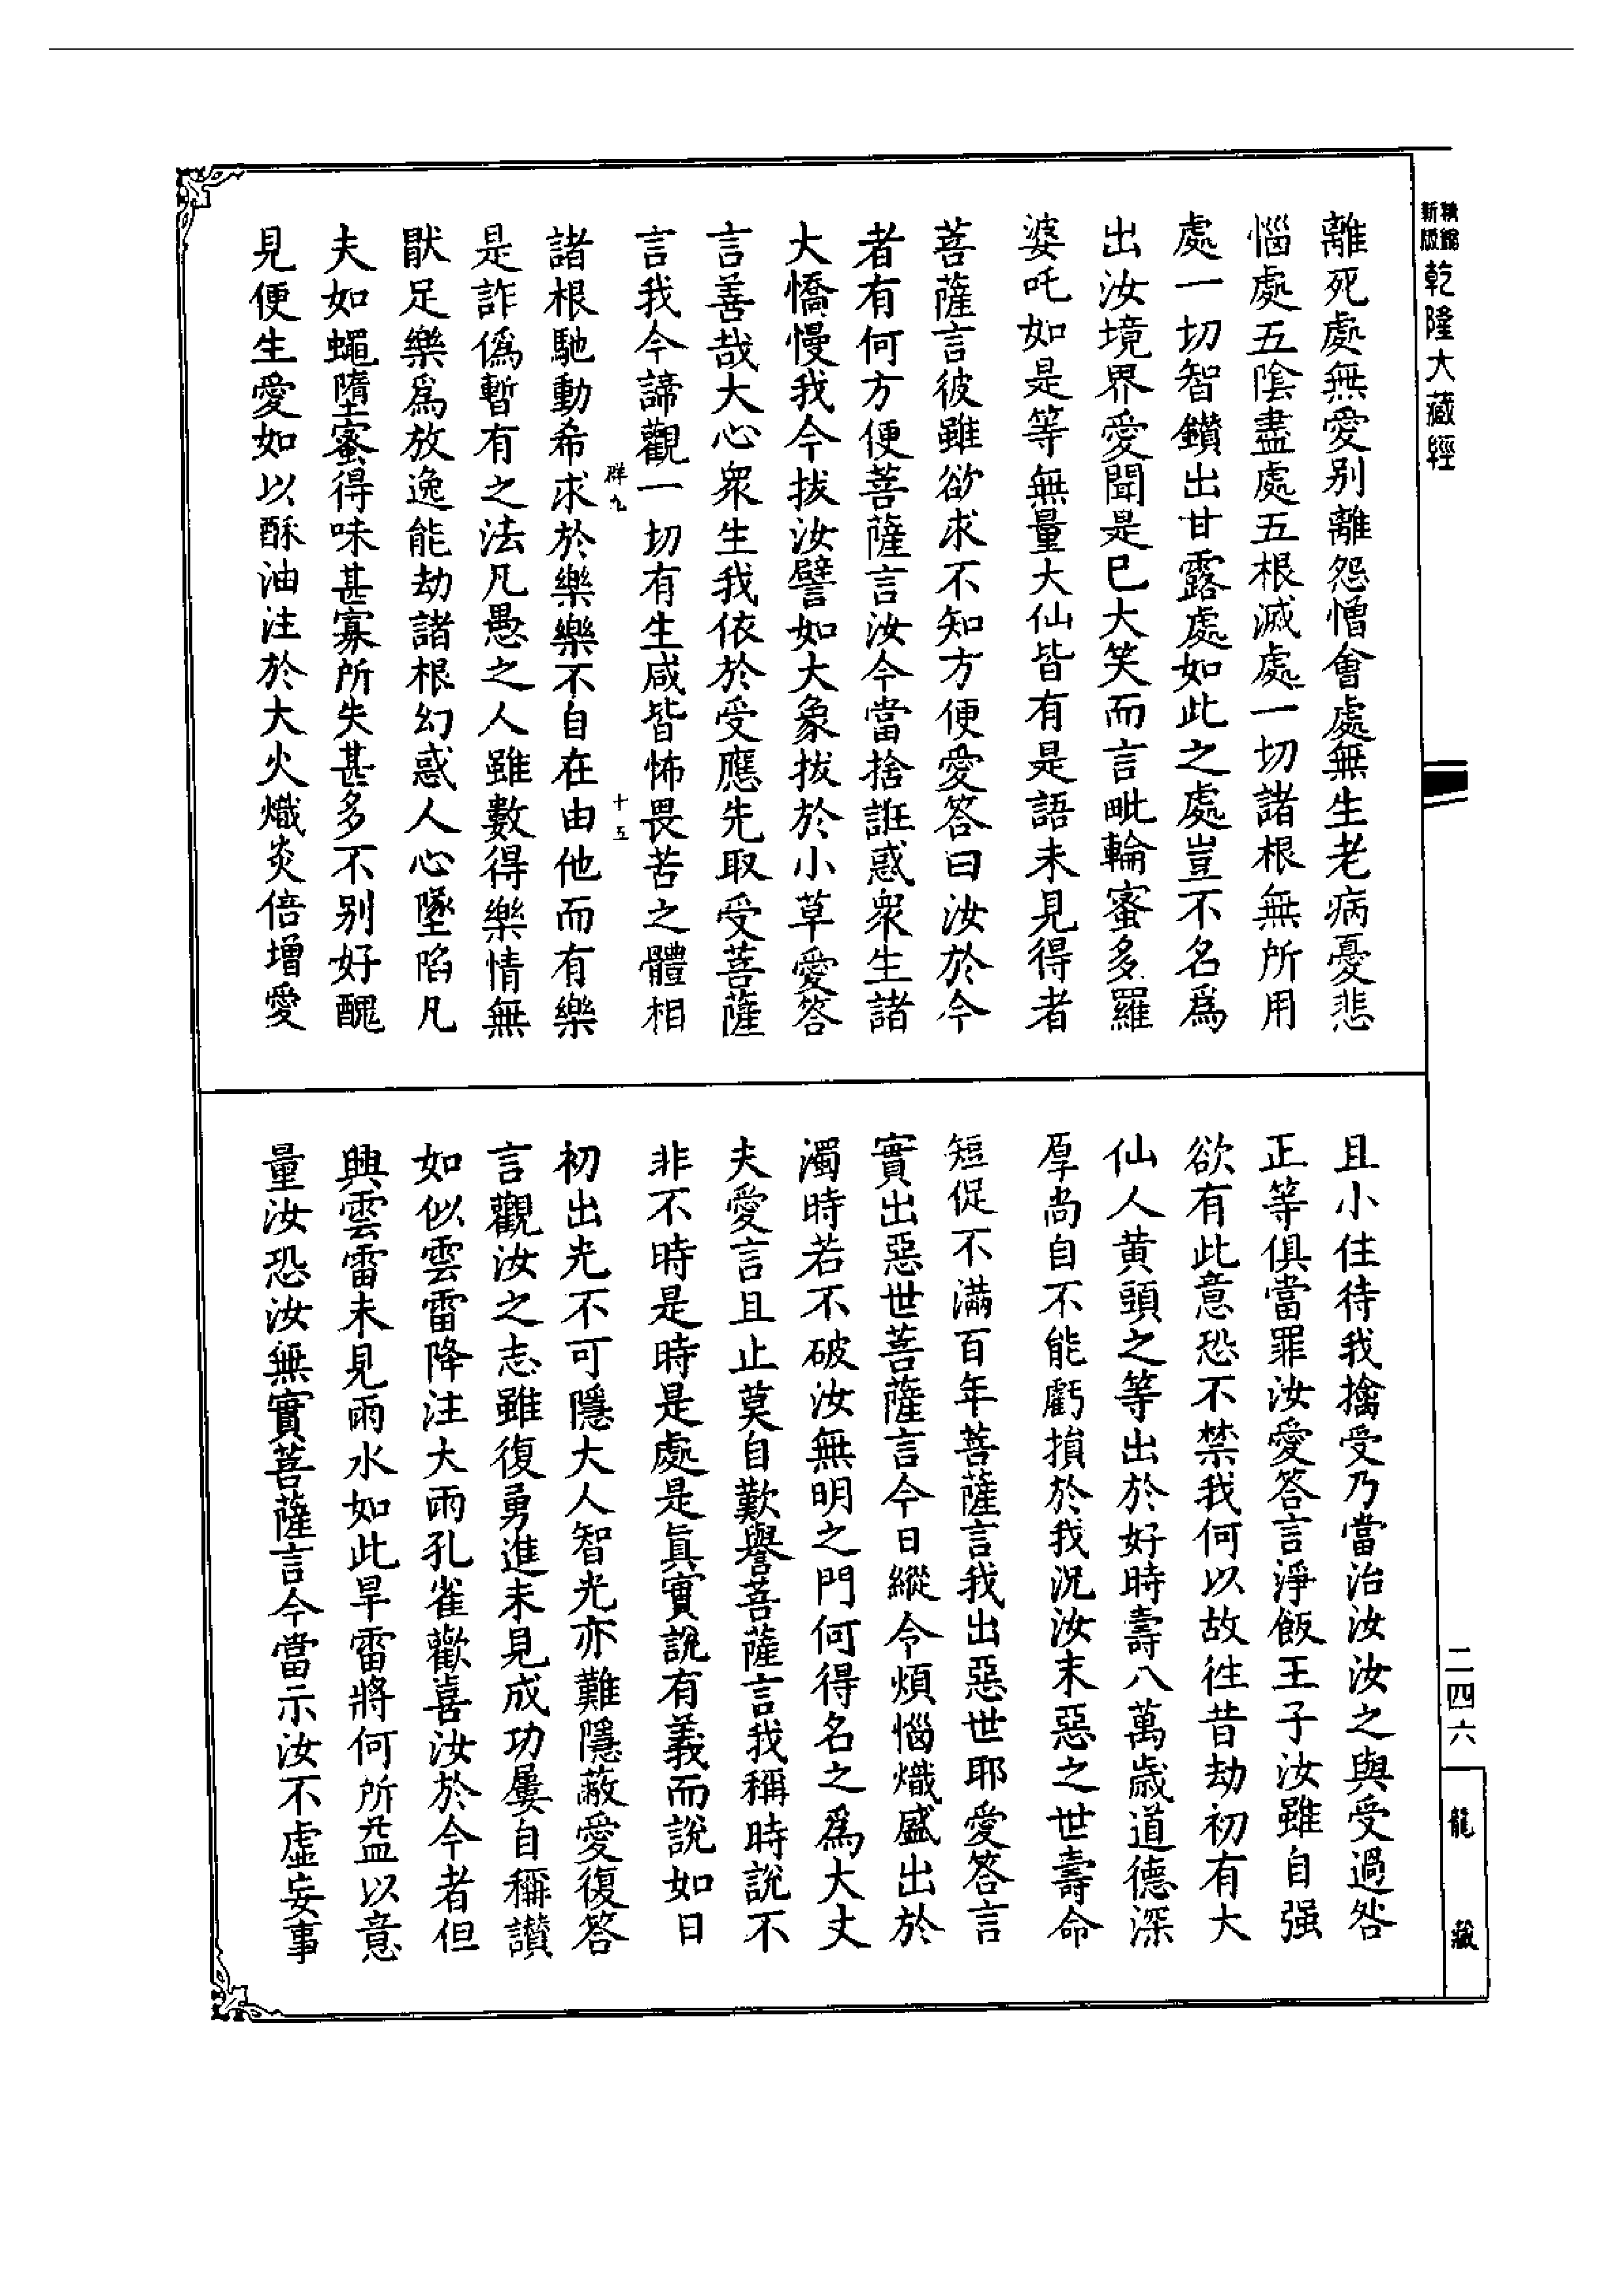 精縮新版乾隆大藏經
離死處無愛别離怨憎會處無生老病憂悲
惱處五陰盡處五根滅處一切諸根無所用
處一切智鑚出甘露處如此之處豈不名爲
出汝境界愛聞是已大笑而言毗輪蜜多羅
婆吒如是等無量大仙皆有是語未見得者
菩薩言彼雖欲求不知方便愛答曰汝於今
者有何方便菩薩言汝今當捨誑惑衆生諸
大憍慢我今拔汝譬如大象拔於小草愛答
言善哉大心衆生我依於受應先取受菩薩
言我今諦觀一切有生咸皆怖畏苦之體相
九
十五
諸根馳動希求於樂樂不自在由他而有樂
是詐僞暫有之法凡愚之人雖數得樂情無
猒足樂爲放逸能劫諸根幻惑人心墜陷凡
夫如蠅墮蜜得味甚寡所失甚多不别好醜
見便生愛如以酥油注於大火熾炎倍增愛
且小住待我擒受乃當治汝汝之與受過咎
正等俱當罪汝愛答言淨飯王子汝雖自强
欲有此意恐不禁我何以故徃昔劫初有大
仙人黄頭之等出於好時壽八萬歲道德深
厚尚自不能虧損於我況汝末惡之世壽命
短促不滿百年菩薩言我出惡世耶愛答言
實出惡世菩薩言今日縱令煩惱熾盛出於
濁時若不破汝無明之門何得名之爲大丈
夫愛言且止莫自歎譽菩薩言我稱時説不
非不時是時是處是眞實説有義而説如日
初出光不可隱大人智光亦難隱蔽愛復答
言觀汝之志雖復勇進未見成功屢自稱讃
如似雲雷降注大雨孔雀歡喜汝於今者但
興雲雷未見雨水如此旱雷將何所益以意
量汝恐汝無實菩薩言今當示汝不虛妄事
二四六
龍藏